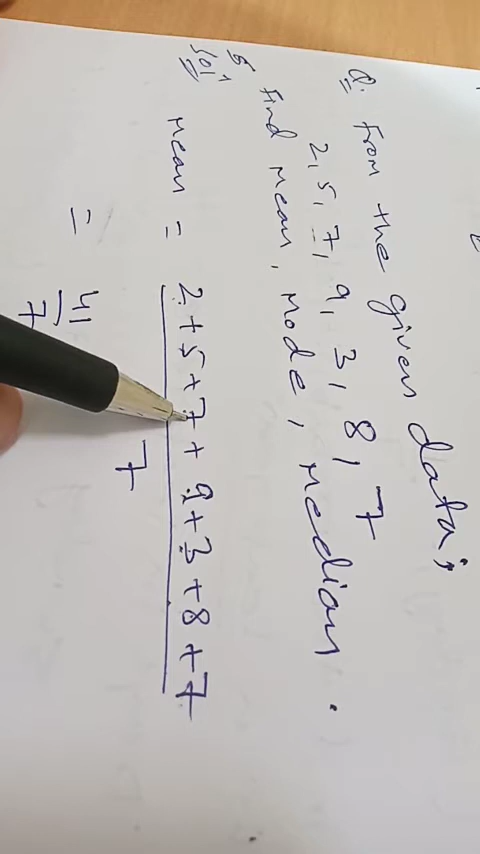 Q. From the given data;
2, 5, 7, 9, 3, 8, 7
Find mean, mode, median.
Solⁿ
mean = 2+5+7+9+3+8+7
7
= 41
7